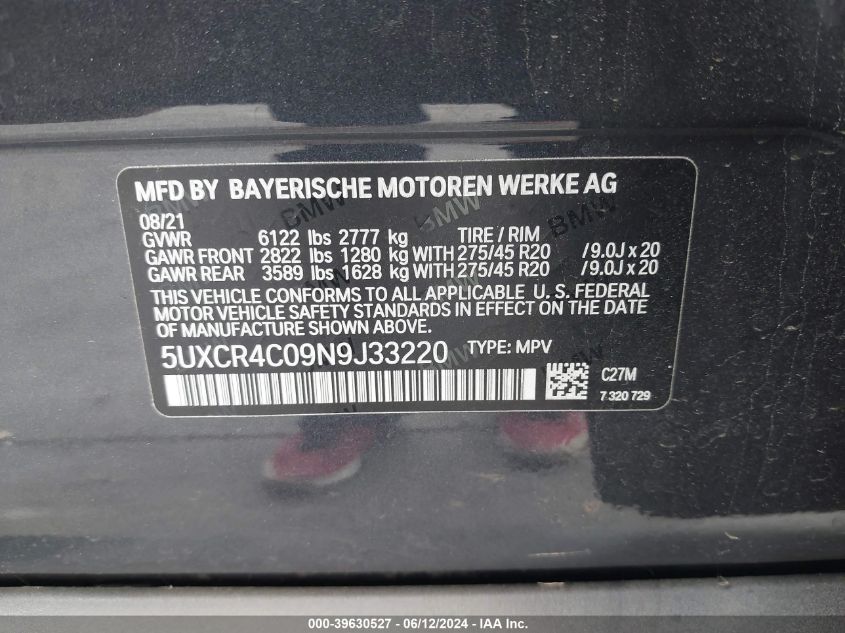 MFD BY BAYERISCHE MOTOREN WERKE AG
08/21
GVWR 6122 lbs 2777 kg TIRE / RIM
GAWR FRONT 2822 lbs 1280 kg WITH 275/45 R20 /9.0J x 20
GAWR REAR 3589 lbs 1628 kg WITH 275/45 R20 /9.0J x 20
THIS VEHICLE CONFORMS TO ALL APPLICABLE U. S. FEDERAL
MOTOR VEHICLE SAFETY STANDARDS IN EFFECT ON THE DATE
OF MANUFACTURE SHOWN ABOVE.
5UXCR4C09N9J33220 TYPE: MPV
C27M
7 320 729
000-39630527 - 06/12/2024 - IAA, Inc.